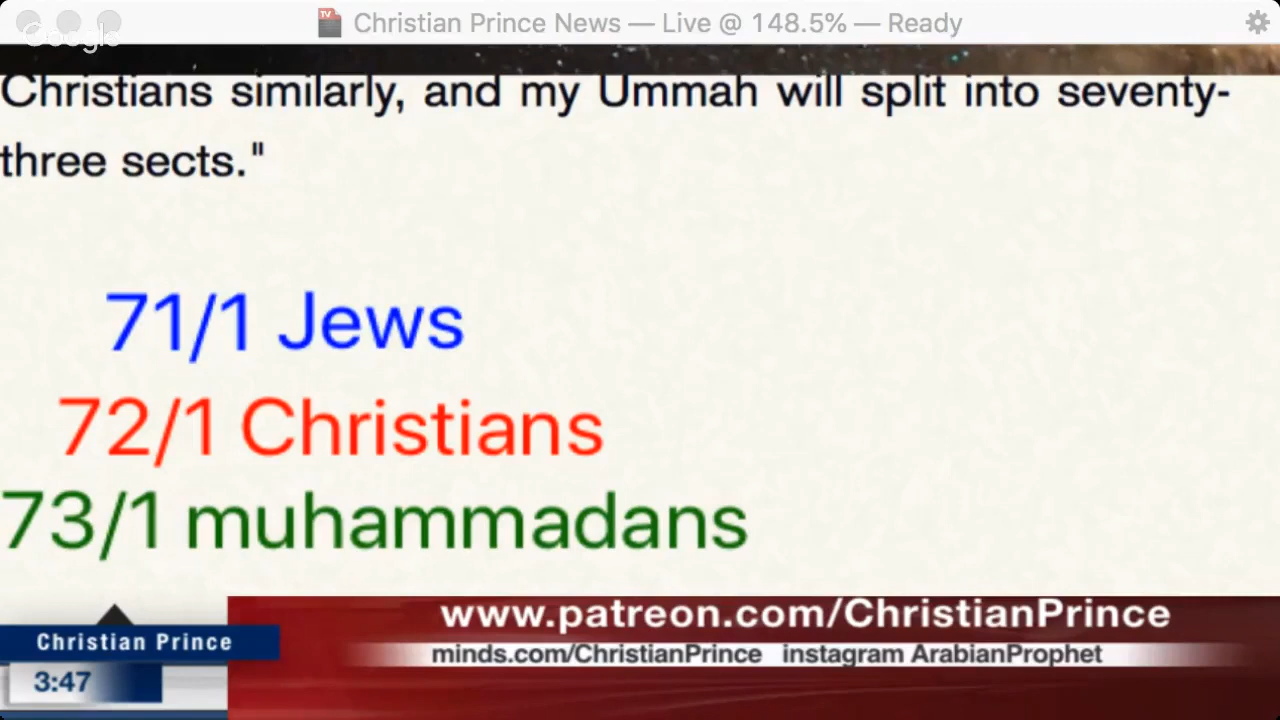 Christian Prince News — Live @ 148.5% — Ready
Google
Christians similarly, and my Ummah will split into seventy-
three sects."
71/1 Jews
72/1 Christians
73/1 muhammadans
www.patreon.com/ChristianPrince
Christian Prince
minds.com/ChristianPrince instagram ArabianProphet
3:47